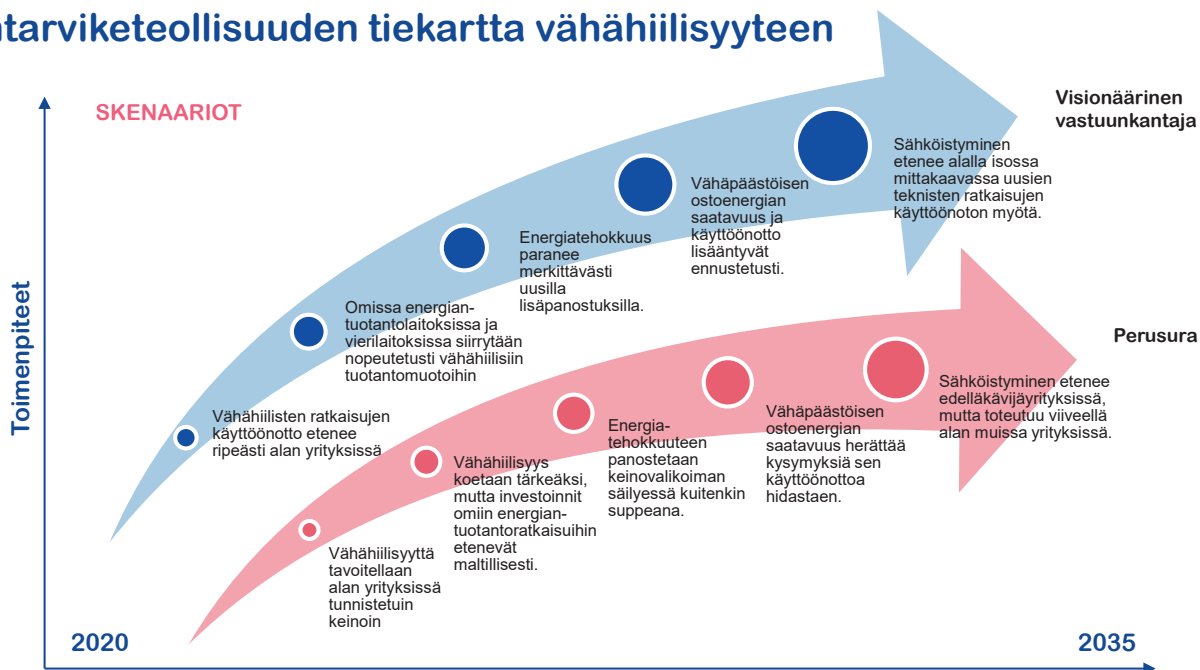 ntarviketeollisuuden tiekartta vähähiilisyyteen
SKENAARIOT
Visionäärinen
vastuunkantaja
Sähköistyminen
etenee alalla isossa
mittakaavassa uusien
teknisten ratkaisujen
käyttöönoton myötä.
Vähäpäästöisen
ostoenergian
saatavuus ja
käyttöönotto
lisääntyvät
ennustetusti.
Energiatehokkuus
paranee
merkittävästi
uusilla
lisäpanostuksilla.
Omissa energian-
tuotantolaitoksissa ja
vierilaitoksissa siirrytään
nopeutetusti vähähiilisiin
tuotantomuotoihin
Vähähiilisten ratkaisujen
käyttöönotto etenee
ripeästi alan yrityksissä
Toimenpiteet
Perusura
Sähköistyminen etenee
edelläkävijäyrityksissä,
mutta toteutuu viiveellä
alan muissa yrityksissä.
Vähäpäästöisen
ostoenergian
saatavuus herättää
kysymyksiä sen
käyttöönottoa
hidastaen.
Energia-
tehokkuuteen
panostetaan
keinovalikoiman
säilyessä kuitenkin
suppeana.
Vähähiilisyys
koetaan tärkeäksi,
mutta investoinnit
omiin energian-
tuotantoratkaisuihin
etenevät
maltillisesti.
Vähähiilisyyttä
tavoitellaan
alan yrityksissä
tunnistetuin
keinoin
2020
2035